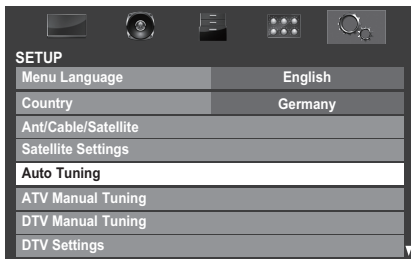 SETUP
Menu Language English
Country Germany
Ant/Cable/Satellite
Satellite Settings
Auto Tuning
ATV Manual Tuning
DTV Manual Tuning
DTV Settings